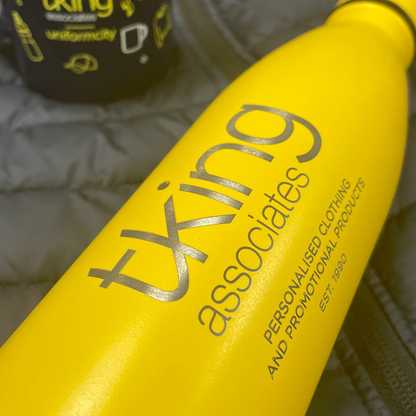 tking
associates
uniformcity
tking
associates
PERSONALISED CLOTHING
AND PROMOTIONAL PRODUCTS
EST. 1990